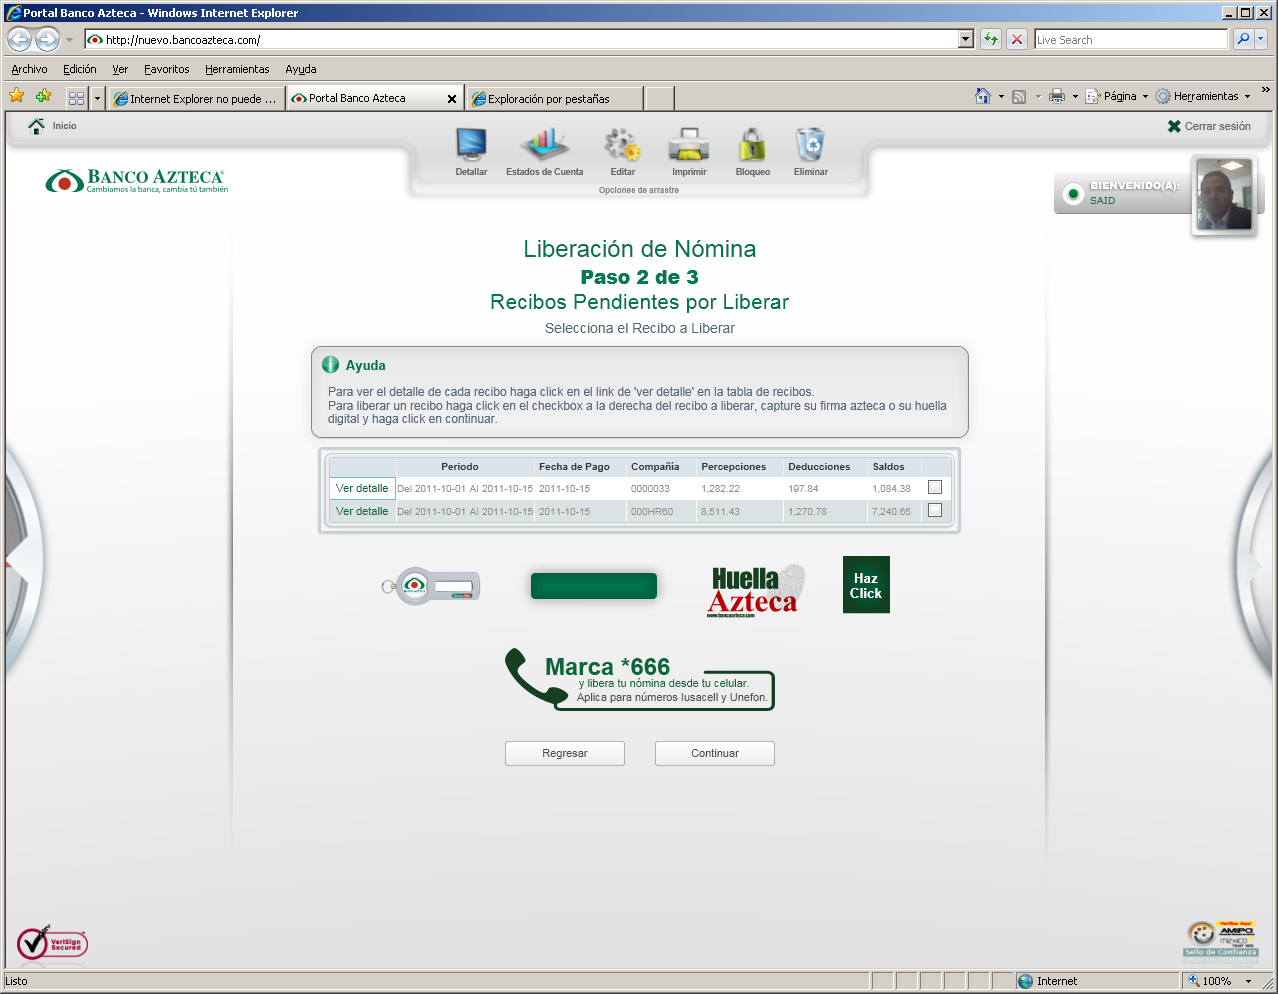 Portal Banco Azteca - Windows Internet Explorer
http://nuevo.bancoazteca.com/
Live Search
Archivo Edición Ver Favoritos Herramientas Ayuda
Internet Explorer no puede ...
Portal Banco Azteca
Exploración por pestañas
Página
Herramientas
Inicio
Cerrar sesión
Detallar
Estados de Cuenta
Editar
Imprimir
Bloqueo
Eliminar
Opciones de arrastre
BANCO AZTECA
Cambiamos la banca, cambia tú también
BIENVENIDO(A):
SAID
Liberación de Nómina
Paso 2 de 3
Recibos Pendientes por Liberar
Selecciona el Recibo a Liberar
Ayuda
Para ver el detalle de cada recibo haga click en el link de 'ver detalle' en la tabla de recibos.
Para liberar un recibo haga click en el checkbox a la derecha del recibo a liberar, capture su firma azteca o su huella
digital y haga click en continuar.
Periodo Fecha de Pago Compañía Percepciones Deducciones Saldos
Ver detalle Del 2011-10-01 Al 2011-10-15 2011-10-15 0000033 1,282.22 197.84 1,084.38
Ver detalle Del 2011-10-01 Al 2011-10-15 2011-10-15 000HR60 8,511.43 1,270.78 7,240.65
Huella
Azteca
www.bancoazteca.com
Haz
Click
Marca *666
y libera tu nómina desde tu celular.
Aplica para números Iusacell y Unefon.
Regresar
Continuar
VeriSign
Secured
AMIPCI
mexico
Sello de Confianza
Listo
Internet
100%